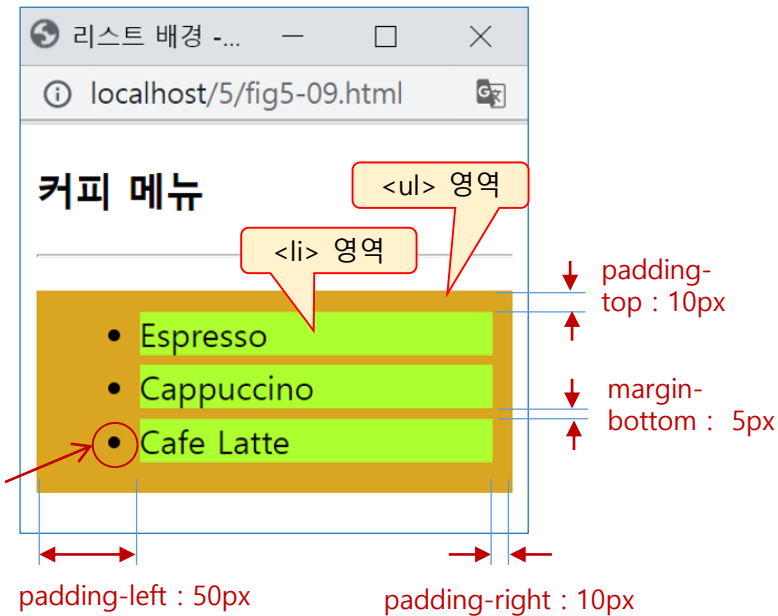 리스트 배경 -...
localhost/5/fig5-09.html
커피 메뉴
<ul> 영역
<li> 영역
padding-
top : 10px
• Espresso
• Cappuccino
margin-
bottom : 5px
• Cafe Latte
padding-left : 50px
padding-right : 10px